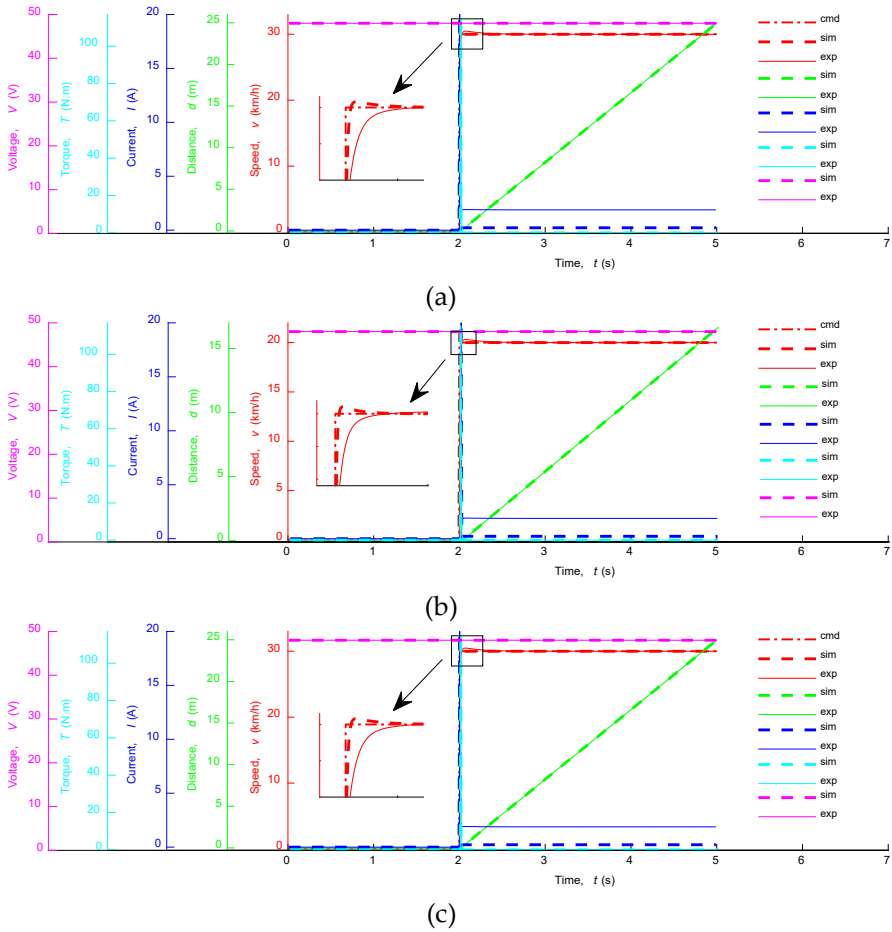 Voltage, V (V)
50
40
30
20
10
0
Torque, T (N.m)
100
80
60
40
20
0
Current, I (A)
20
15
10
5
0
Distance, d (m)
25
20
15
10
5
0
Speed, v (km/h)
30
20
10
0
0 1 2 3 4 5 6 7
Time, t (s)
cmd
sim
exp
sim
exp
sim
exp
sim
exp
sim
exp
(a)
Voltage, V (V)
50
40
30
20
10
0
Torque, T (N.m)
100
80
60
40
20
0
Current, I (A)
20
15
10
5
0
Distance, d (m)
15
10
5
0
Speed, v (km/h)
20
15
10
5
0
0 1 2 3 4 5 6 7
Time, t (s)
cmd
sim
exp
sim
exp
sim
exp
sim
exp
sim
exp
(b)
Voltage, V (V)
50
40
30
20
10
0
Torque, T (N.m)
100
80
60
40
20
0
Current, I (A)
20
15
10
5
0
Distance, d (m)
25
20
15
10
5
0
Speed, v (km/h)
30
20
10
0
0 1 2 3 4 5 6 7
Time, t (s)
cmd
sim
exp
sim
exp
sim
exp
sim
exp
sim
exp
(c)